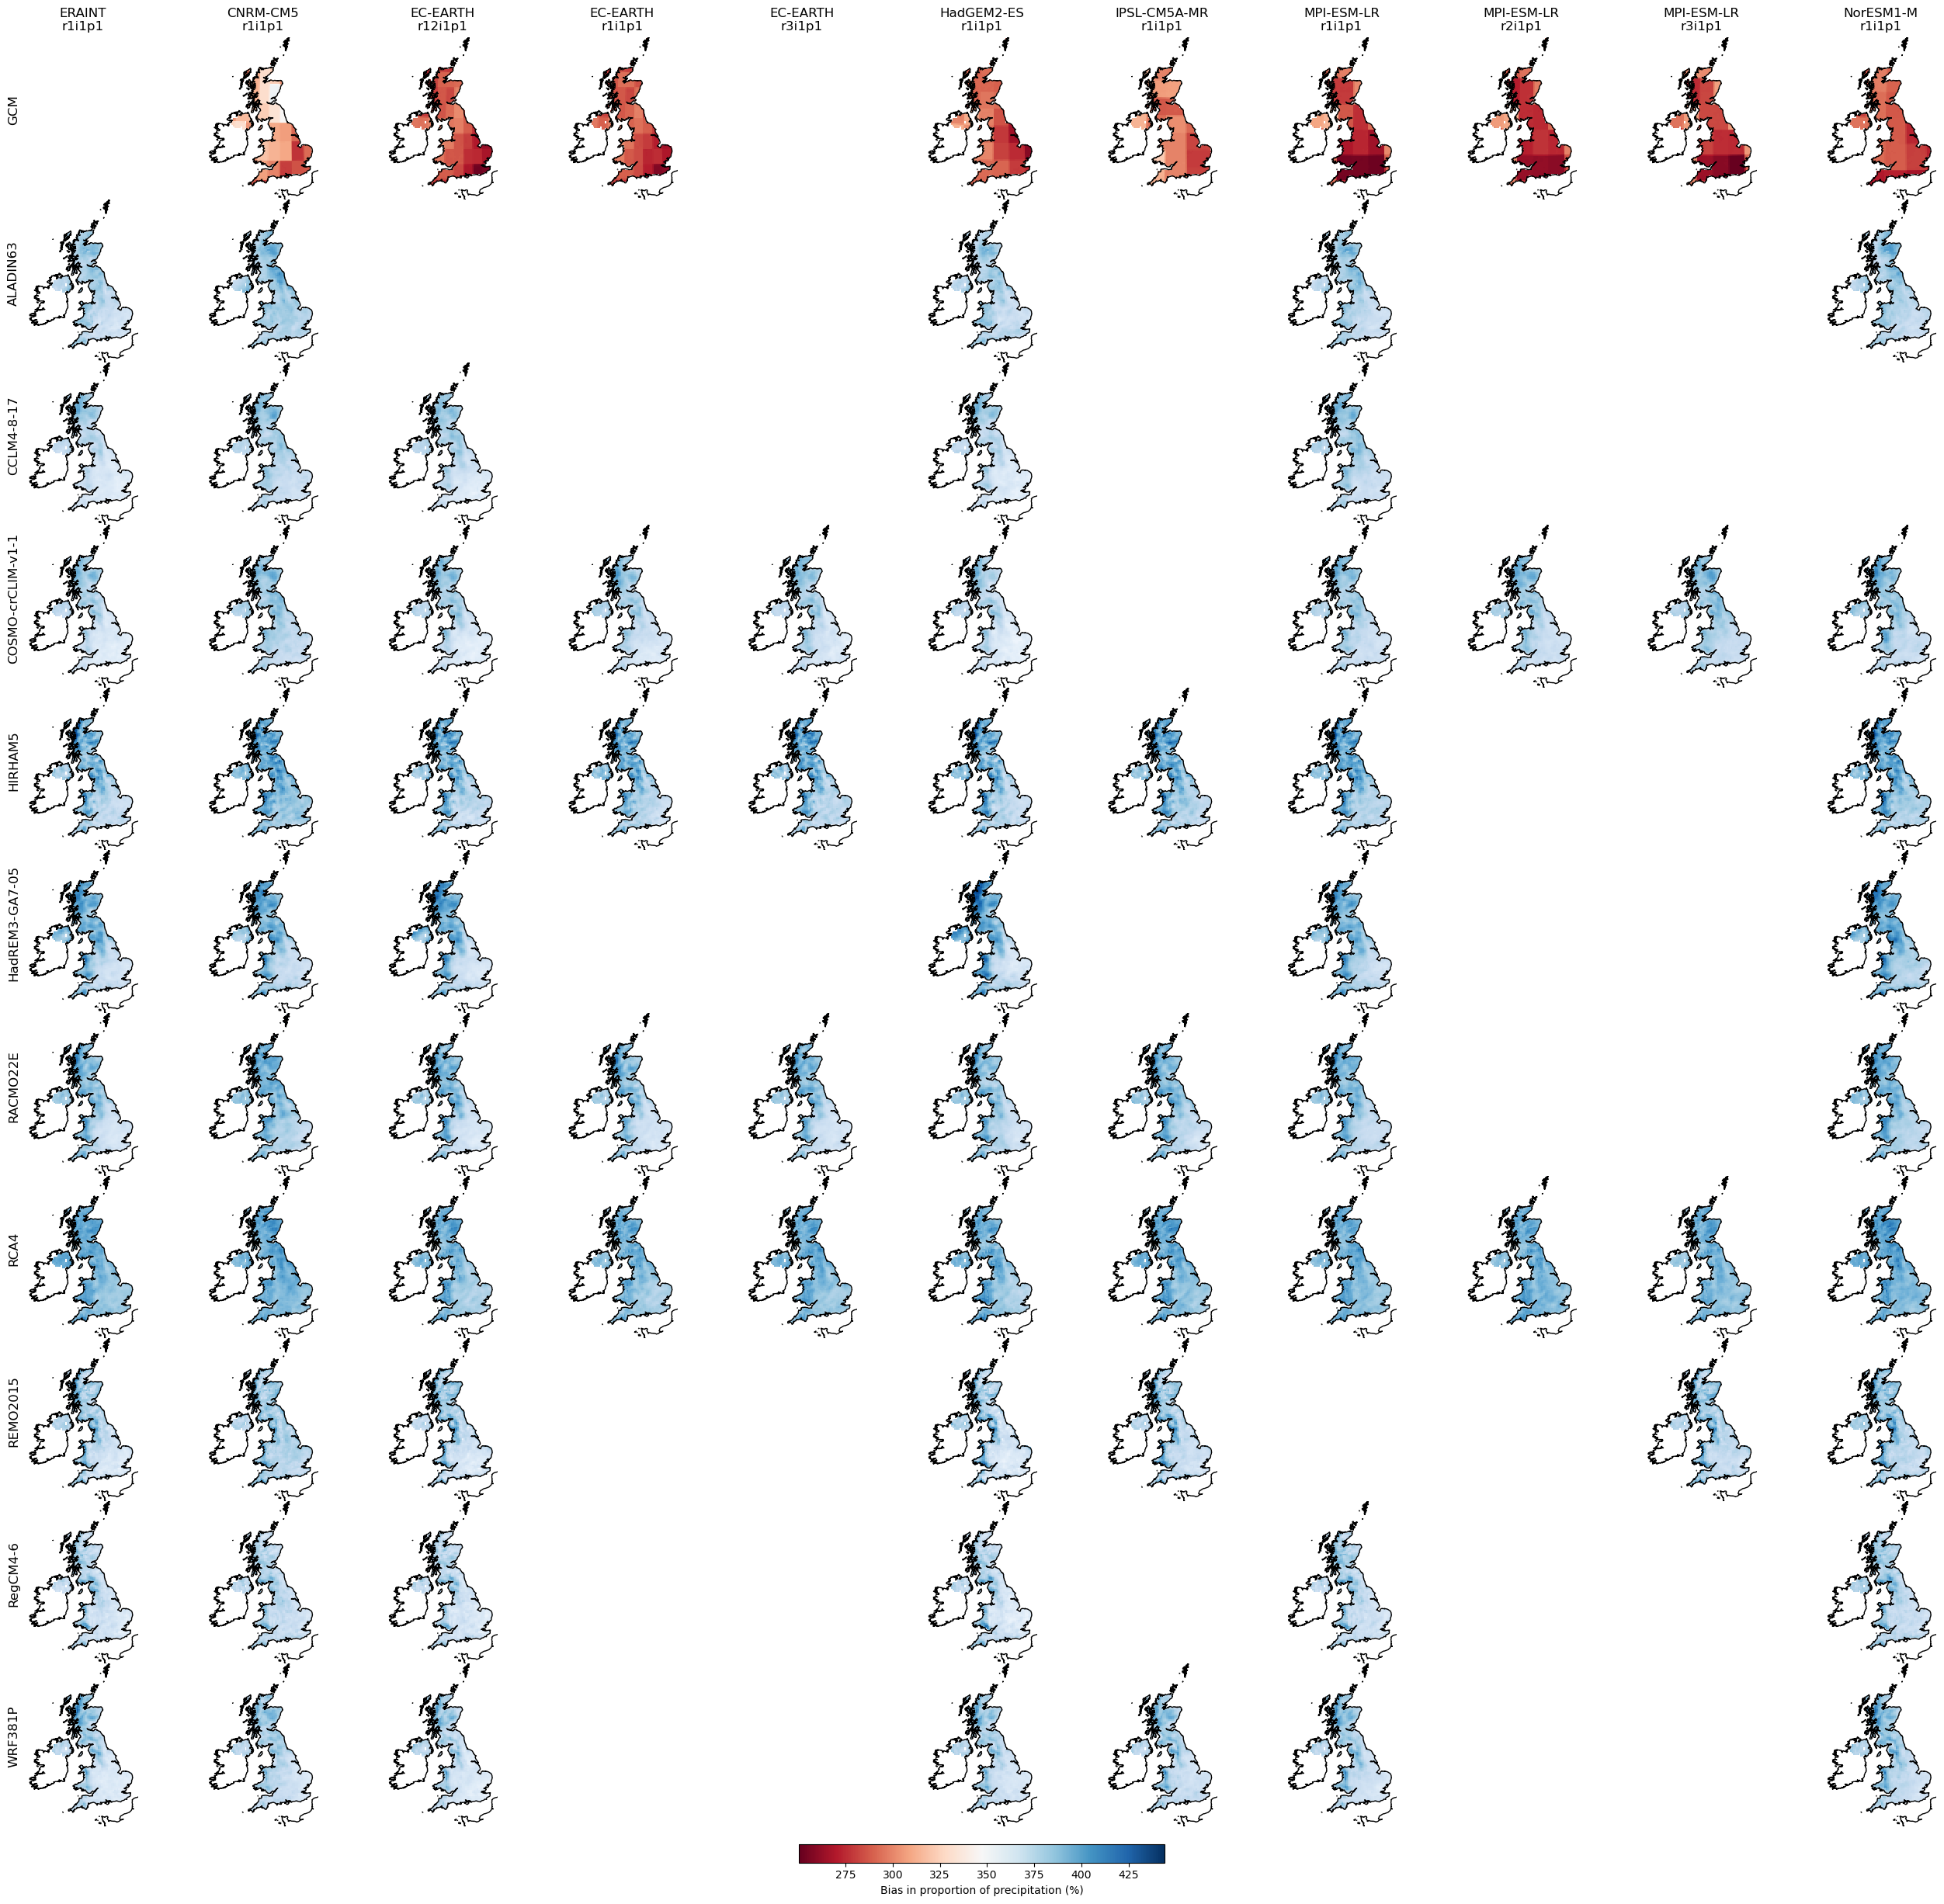 ERAINT
r1i1p1
CNRM-CM5
r1i1p1
EC-EARTH
r12i1p1
EC-EARTH
r1i1p1
EC-EARTH
r3i1p1
HadGEM2-ES
r1i1p1
IPSL-CM5A-MR
r1i1p1
MPI-ESM-LR
r1i1p1
MPI-ESM-LR
r2i1p1
MPI-ESM-LR
r3i1p1
NorESM1-M
r1i1p1
GCM
ALADIN63
CCLM4-8-17
COSMO-crCLIM-v1-1
HIRHAM5
HadREM3-GA7-05
RACMO22E
RCA4
REMO2015
RegCM4-6
WRF381P
275 300 325 350 375 400 425
Bias in proportion of precipitation (%)